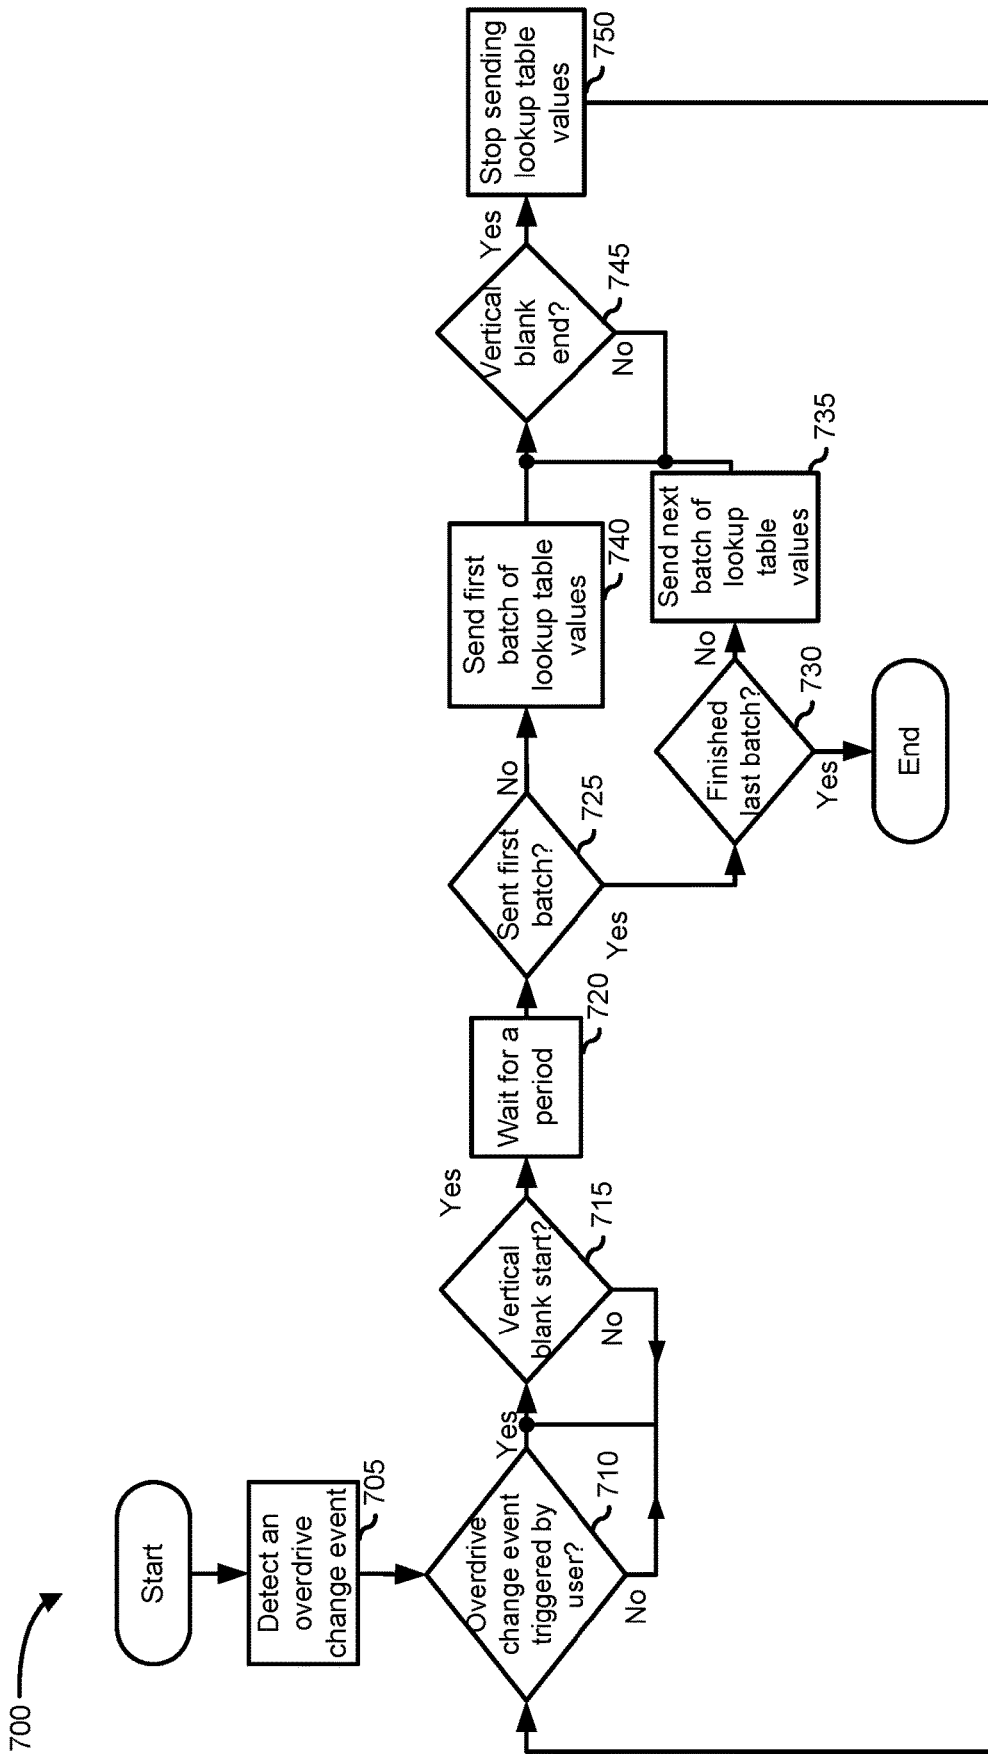 700
Start
Detect an
overdrive
change event
705
Overdrive
change event
triggered by
user?
710
Yes
No
Vertical
blank start?
715
Yes
No
Wait for a
period
720
Sent first
batch?
725
No
Yes
Send first
batch of
lookup table
values
740
Finished
last batch?
730
No
Yes
End
Send next
batch of
lookup
table
values
735
Vertical
blank
end?
745
Yes
No
Stop sending
lookup table
values
750